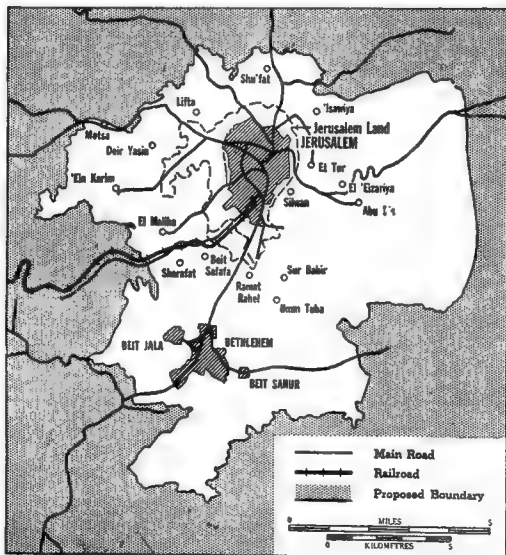 Shu'fat
Lifta
'Isawiya
Motsa
Jerusalem Land
JERUSALEM
Deir Yasin
Et Tur
'Ein Karim
El 'Eizariya
Silwan
Abu
El Maliha
Beit
Safafa
Sharafat
Sur Bahir
Ramat
Rahel
Umm Tuba
BEIT JALA
BETHLEHEM
BEIT SAHUR
Main Road
Railroad
Proposed Boundary
MILES
0 5
0 5
KILOMETRES